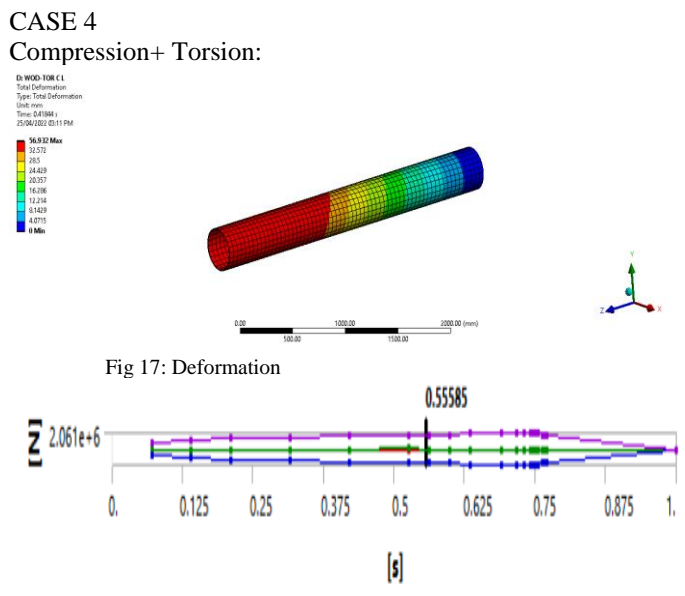 CASE 4
Compression+ Torsion:
D: WOD-TOR C L
Total Deformation
Type: Total Deformation
Unit: mm
Time: 0.41844 s
25/04/2022 03:11 PM
56.932 Max
32.572
28.5
24.429
20.357
16.286
12.214
8.1429
4.0715
0 Min
Y
Z
X
0.00 1000.00 2000.00 (mm)
500.00 1500.00
Fig 17: Deformation
0.55585
[N]
2.061e+6
0. 0.125 0.25 0.375 0.5 0.625 0.75 0.875 1.
[s]